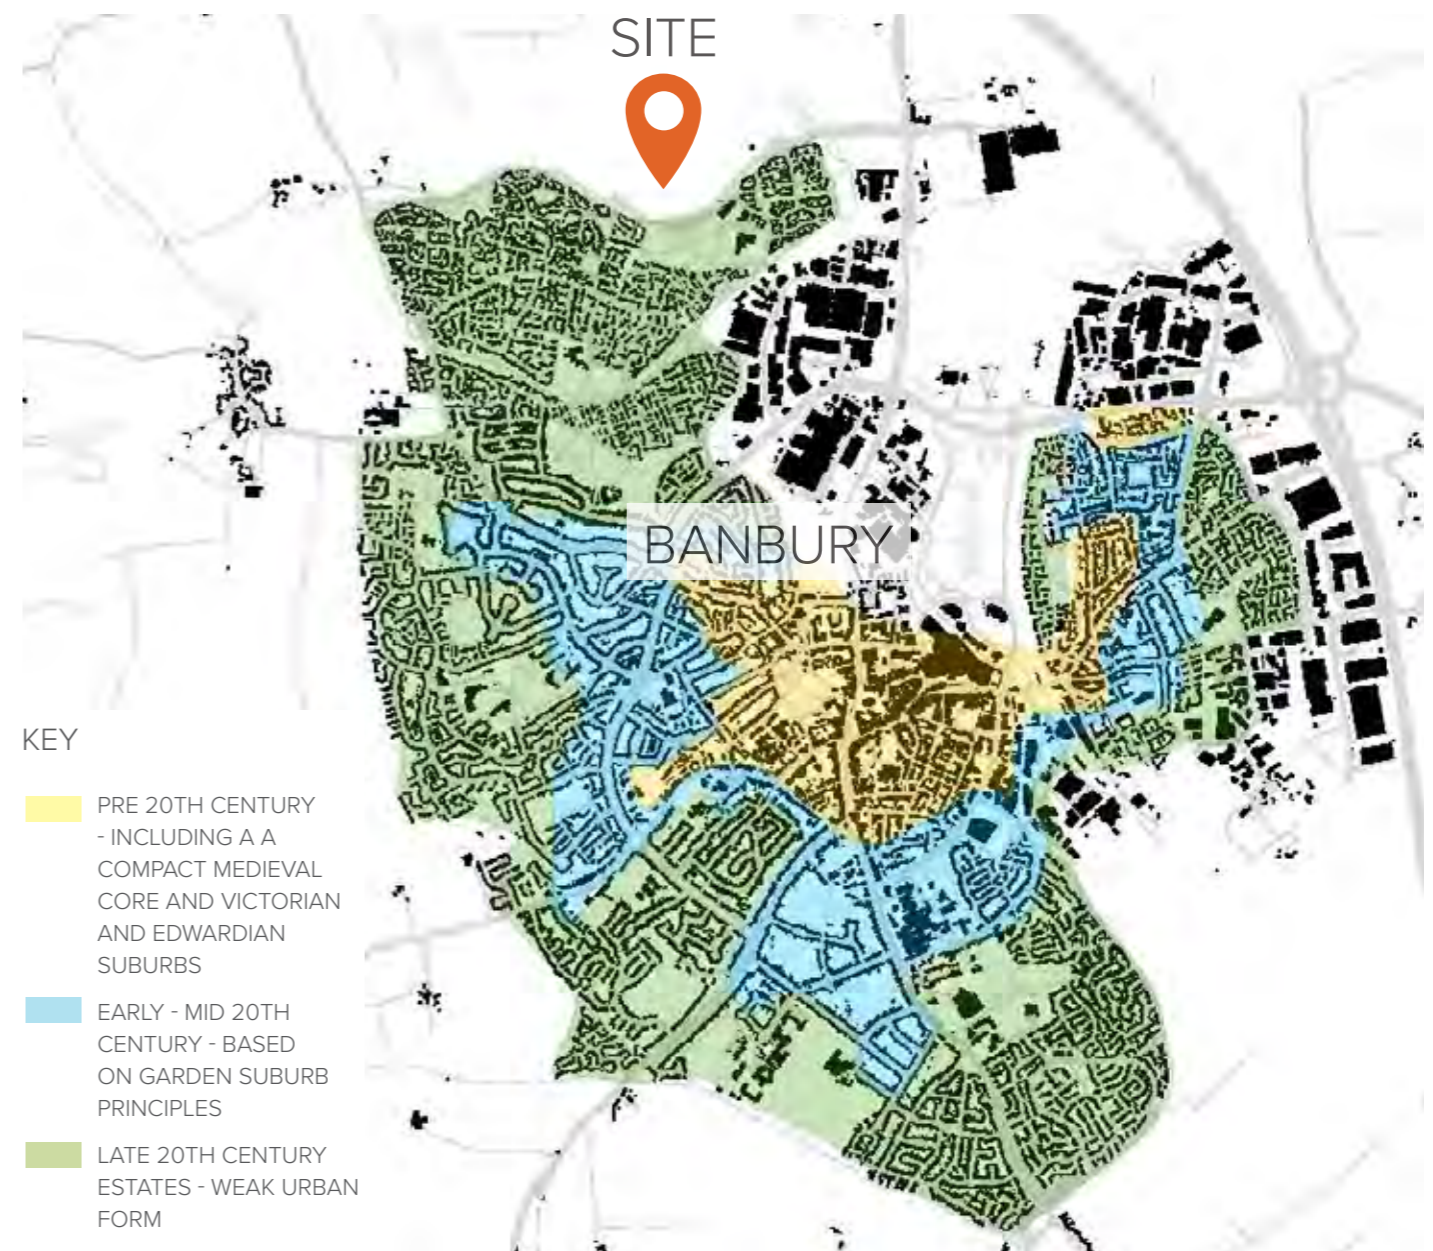 SITE
BANBURY
KEY
PRE 20TH CENTURY
- INCLUDING A A
COMPACT MEDIEVAL
CORE AND VICTORIAN
AND EDWARDIAN
SUBURBS
EARLY - MID 20TH
CENTURY - BASED
ON GARDEN SUBURB
PRINCIPLES
LATE 20TH CENTURY
ESTATES - WEAK URBAN
FORM